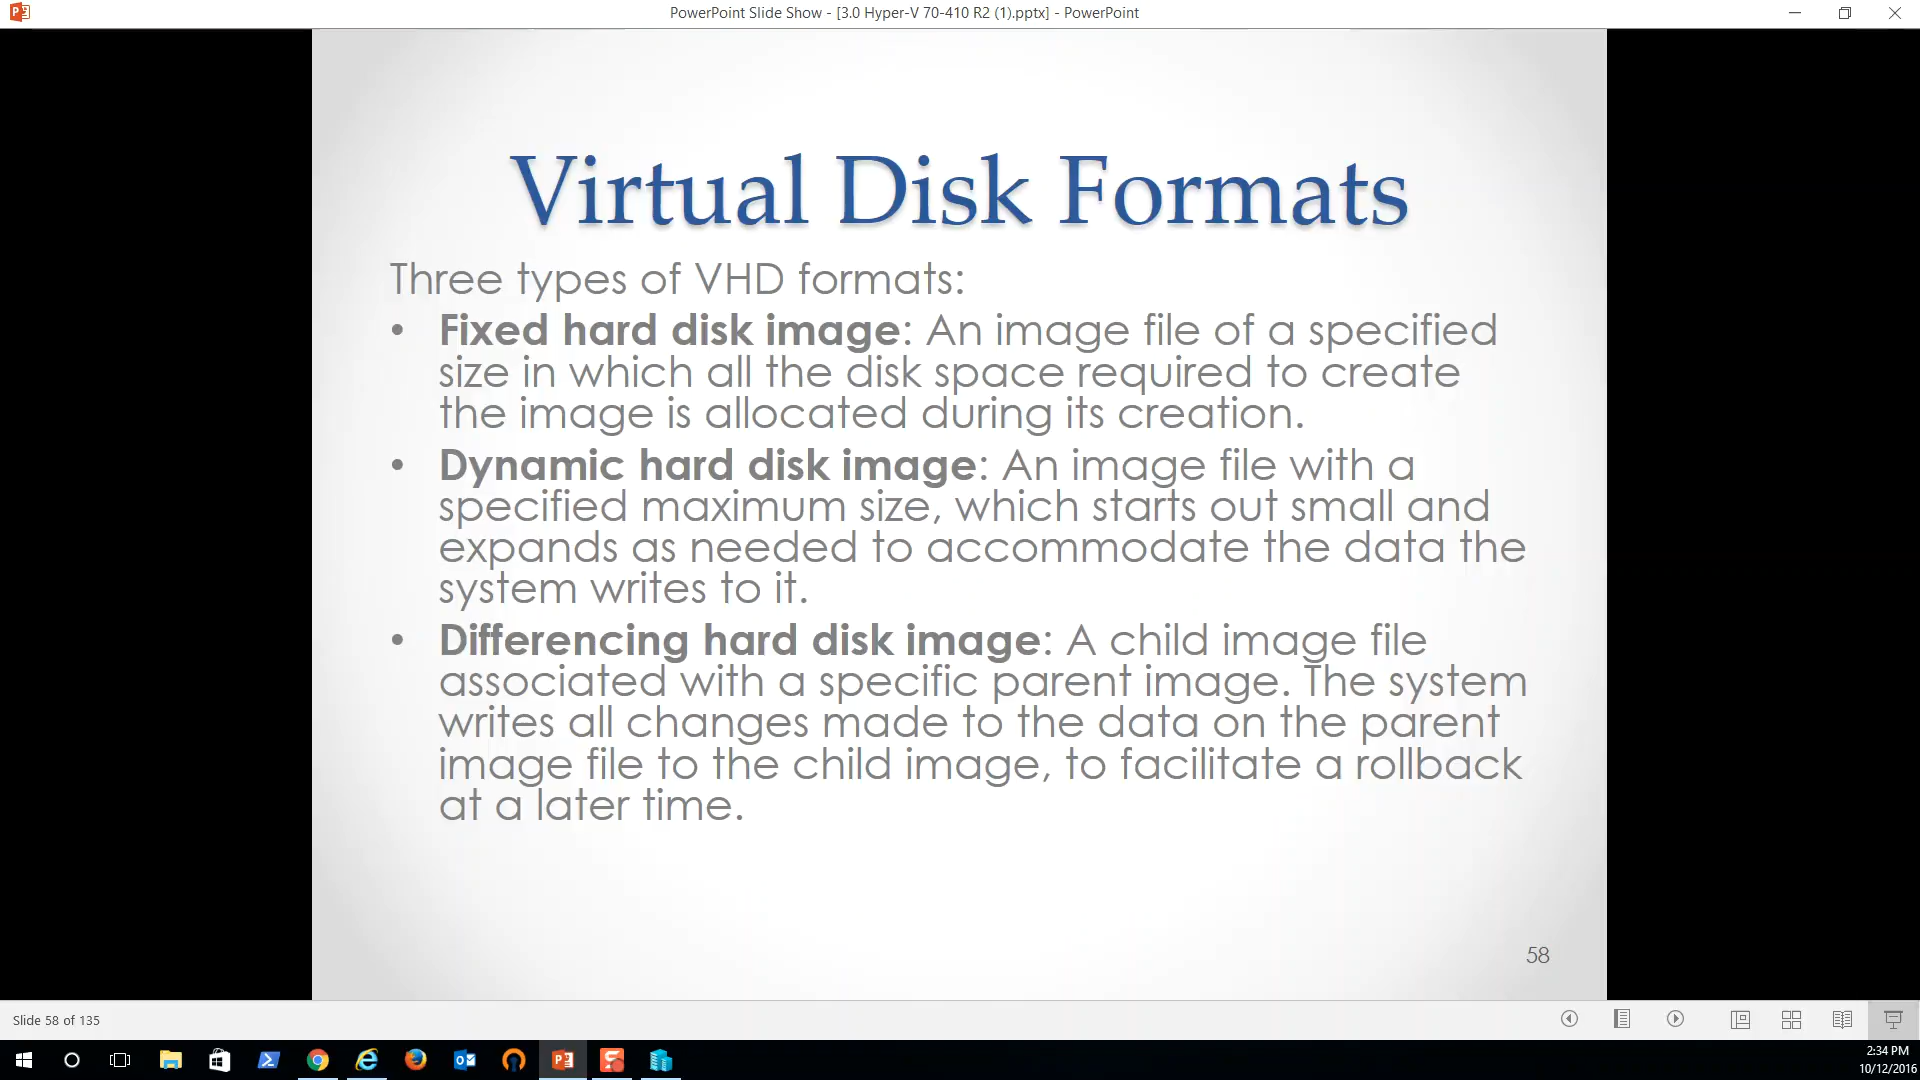 PowerPoint Slide Show - [3.0 Hyper-V 70-410 R2 (1).pptx] - PowerPoint
Virtual Disk Formats
Three types of VHD formats:
• Fixed hard disk image: An image file of a specified
size in which all the disk space required to create
the image is allocated during its creation.
• Dynamic hard disk image: An image file with a
specified maximum size, which starts out small and
expands as needed to accommodate the data the
system writes to it.
• Differencing hard disk image: A child image file
associated with a specific parent image. The system
writes all changes made to the data on the parent
image file to the child image, to facilitate a rollback
at a later time.
58
Slide 58 of 135
2:34 PM
10/12/2016